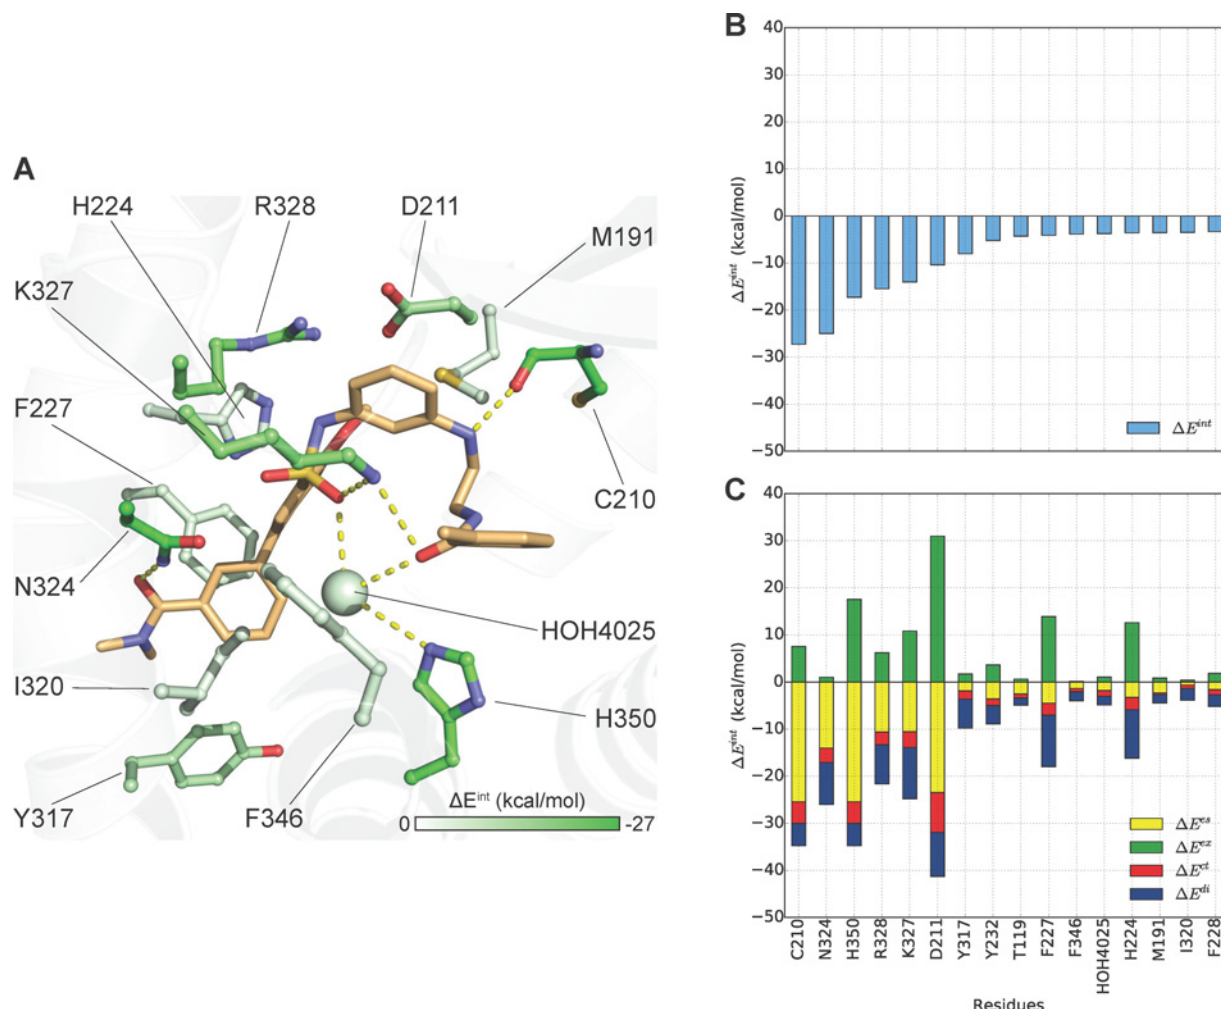 A
H224
R328
D211
M191
K327
F227
C210
N324
HOH4025
I320
H350
Y317
F346
ΔE^int (kcal/mol)
0
-27
B
40
30
20
10
0
−10
−20
−30
−40
−50
ΔE^int (kcal/mol)
ΔE^int
C
40
30
20
10
0
−10
−20
−30
−40
−50
ΔE^int (kcal/mol)
ΔE^es
ΔE^ex
ΔE^ct
ΔE^di
C210
N324
H350
R328
K327
D211
Y317
Y232
T119
F227
F346
HOH4025
H224
M191
I320
F228
Residues